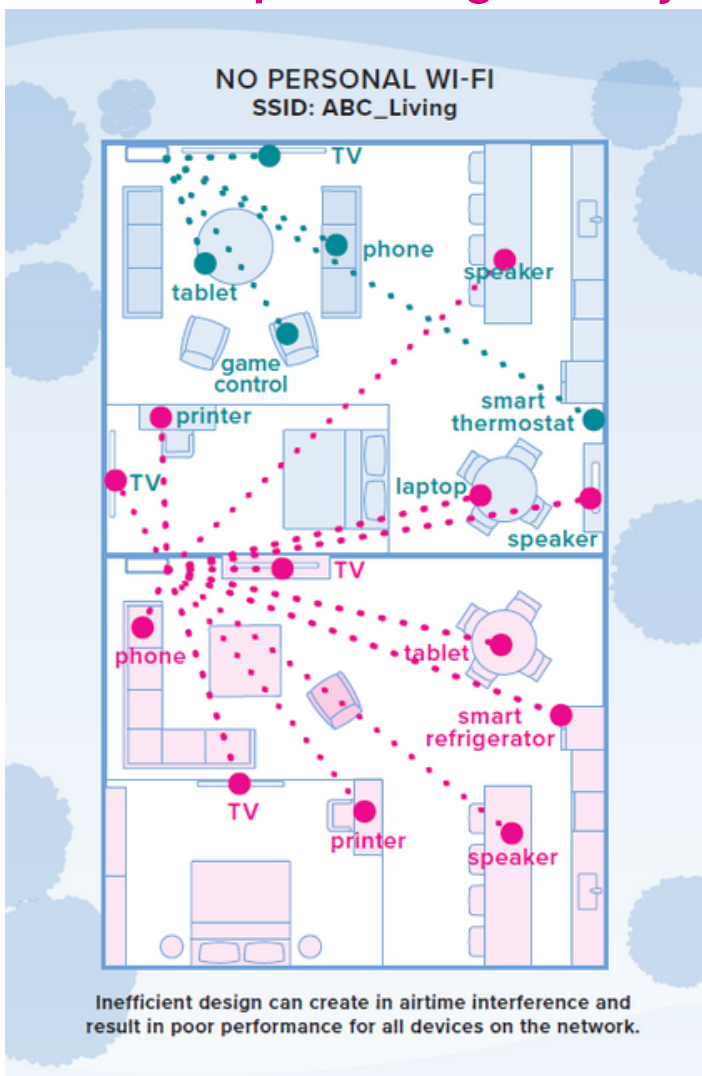 NO PERSONAL WI-FI
SSID: ABC_Living
TV
phone
speaker
tablet
game
control
smart
thermostat
printer
TV
laptop
speaker
TV
phone
tablet
smart
refrigerator
TV
printer
speaker
Inefficient design can create in airtime interference and
result in poor performance for all devices on the network.